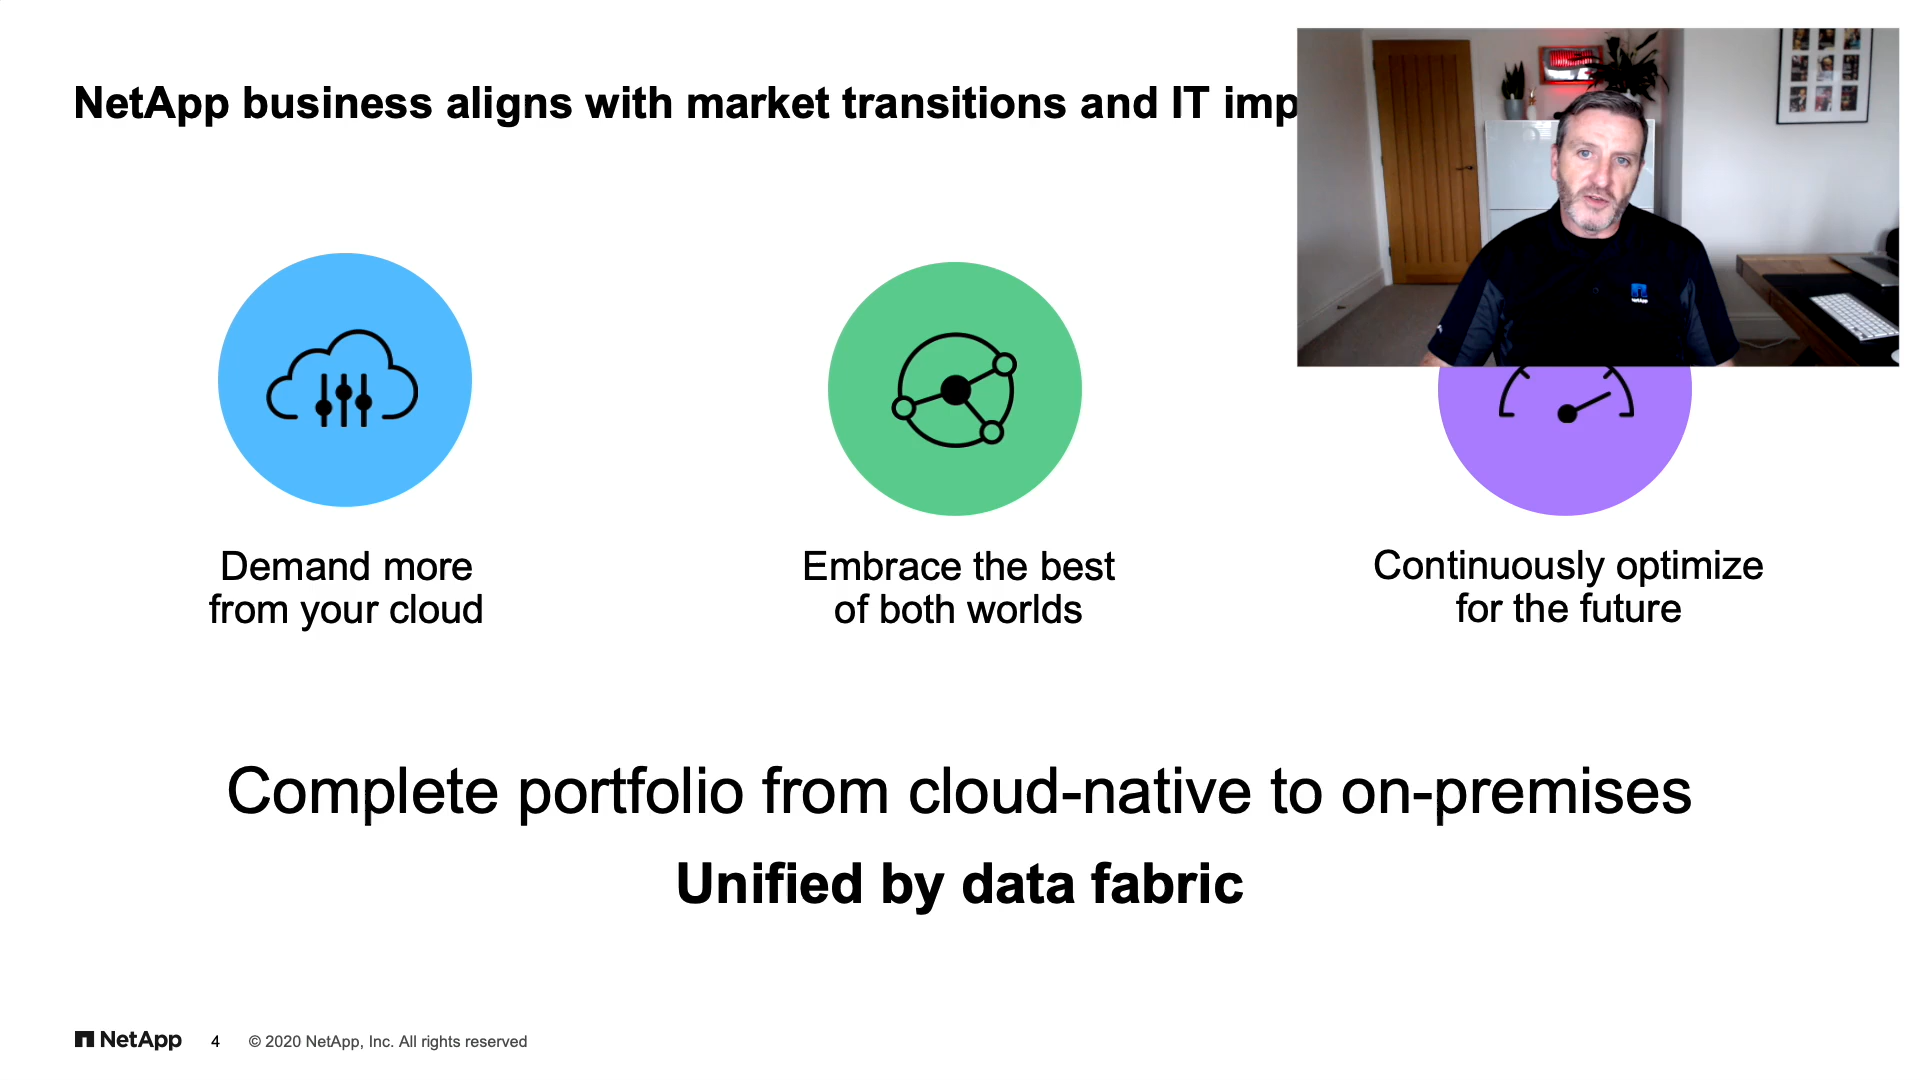 NetApp business aligns with market transitions and IT imp
Demand more
from your cloud
Embrace the best
of both worlds
Continuously optimize
for the future
Complete portfolio from cloud-native to on-premises
Unified by data fabric
NetApp 4 © 2020 NetApp, Inc. All rights reserved
NetApp